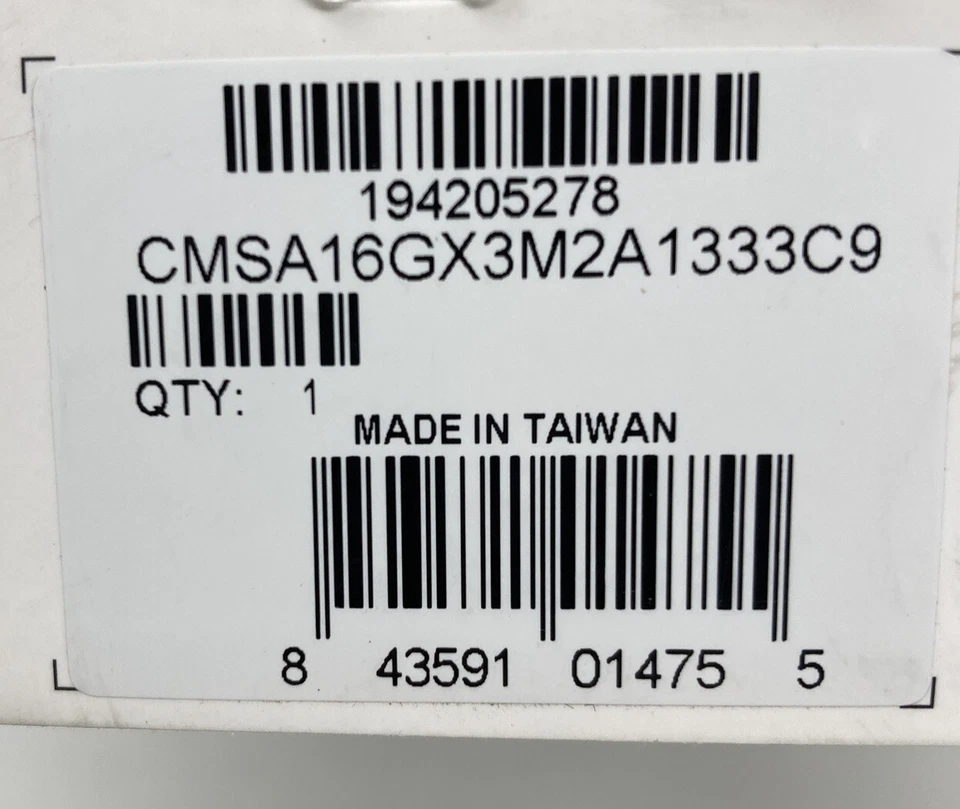 194205278
CMSA16GX3M2A1333C9
QTY: 1
MADE IN TAIWAN
8 43591 01475 5